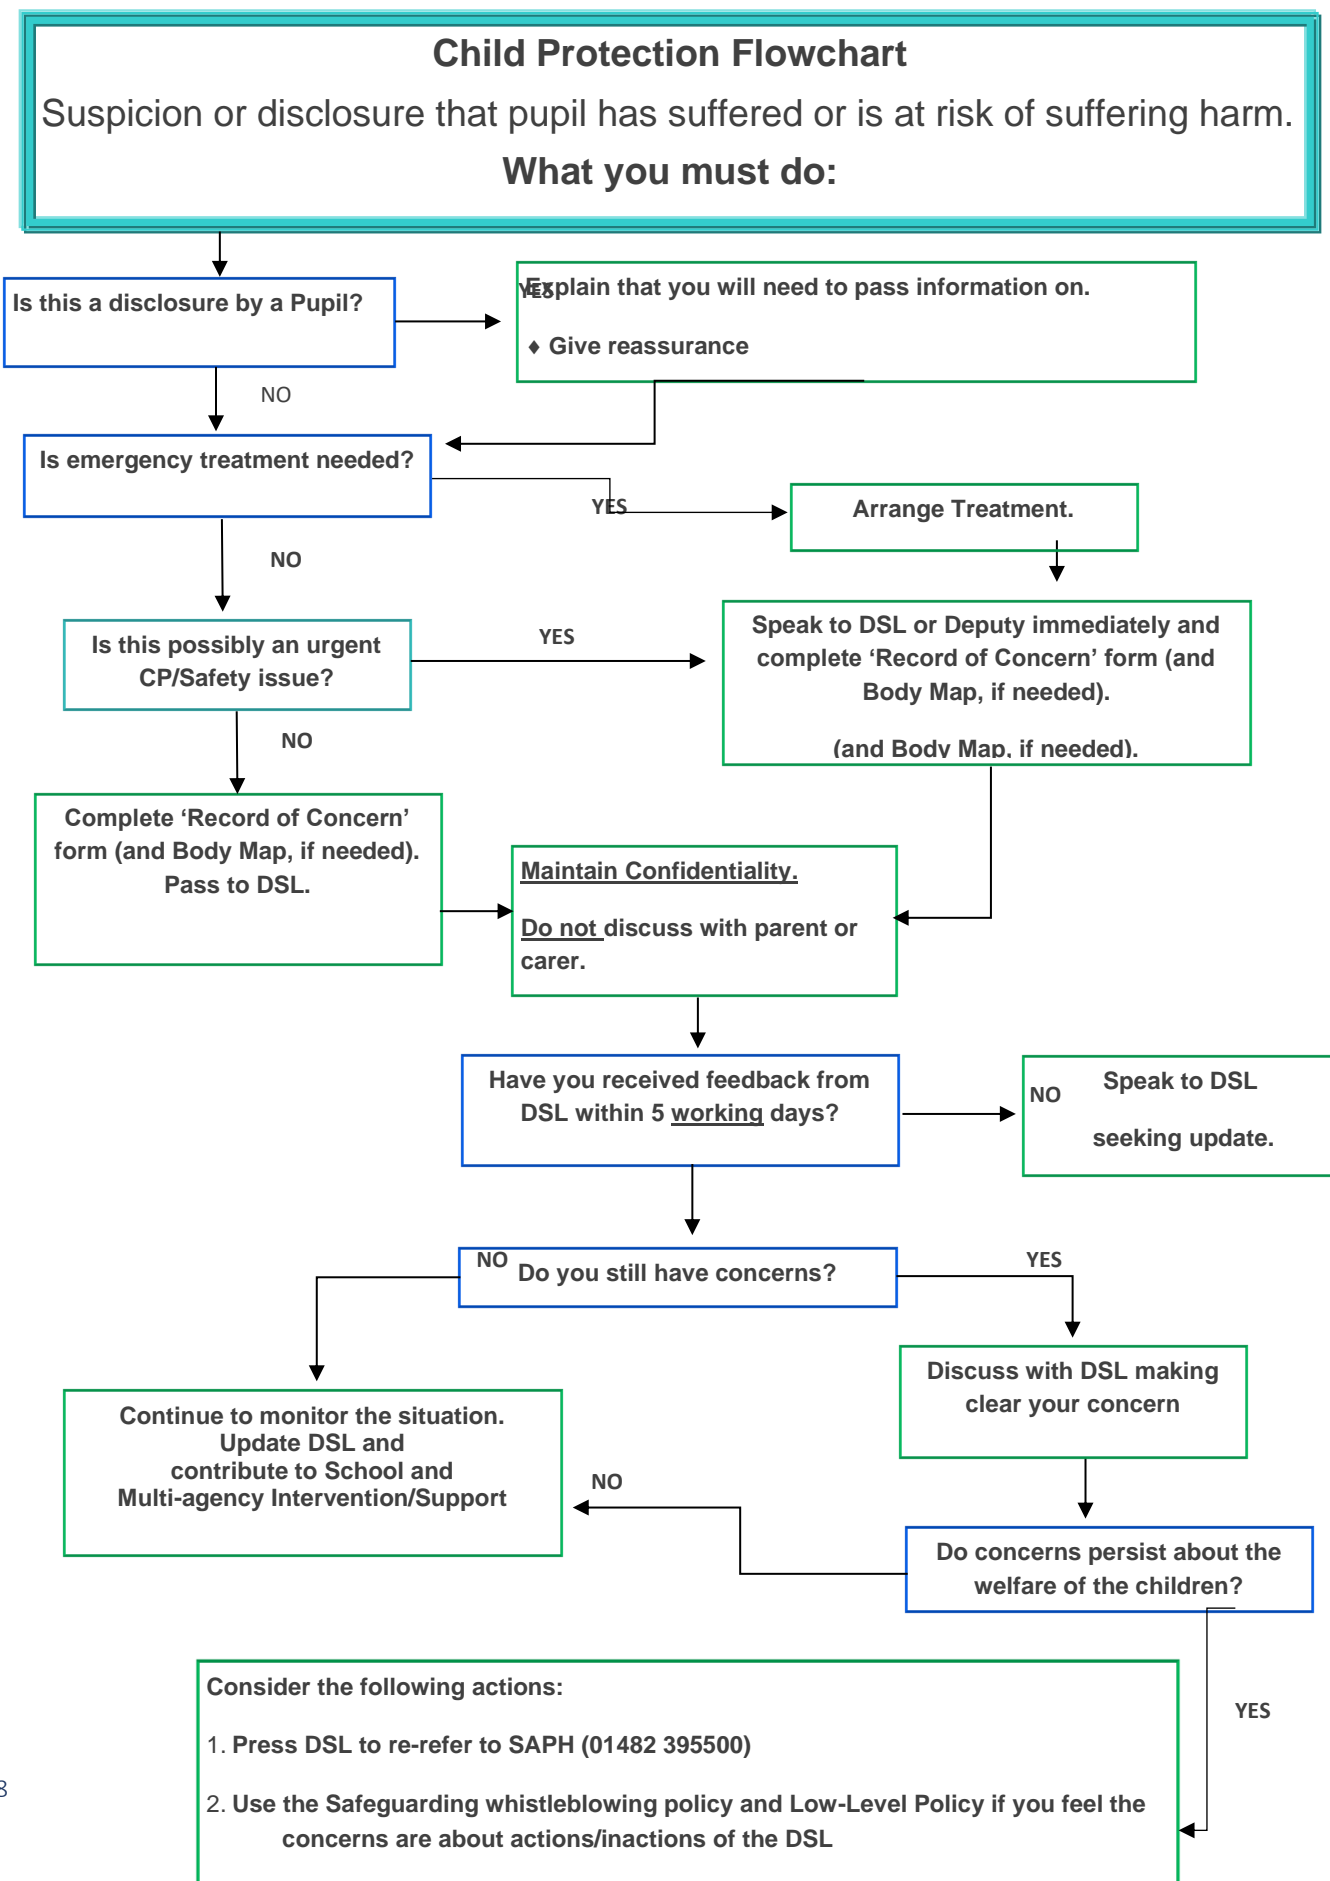 Child Protection Flowchart
Suspicion or disclosure that pupil has suffered or is at risk of suffering harm.
What you must do:
Is this a disclosure by a Pupil?
YES
Explain that you will need to pass information on.
♦ Give reassurance
NO
Is emergency treatment needed?
YES
Arrange Treatment.
NO
Is this possibly an urgent
CP/Safety issue?
YES
Speak to DSL or Deputy immediately and
complete ‘Record of Concern’ form (and
Body Map, if needed).
(and Body Map, if needed).
NO
Complete ‘Record of Concern’
form (and Body Map, if needed).
Pass to DSL.
Maintain Confidentiality.
Do not discuss with parent or
carer.
Have you received feedback from
DSL within 5 working days?
NO
Speak to DSL
seeking update.
NO
Do you still have concerns?
YES
Discuss with DSL making
clear your concern
Continue to monitor the situation.
Update DSL and
contribute to School and
Multi-agency Intervention/Support
NO
Do concerns persist about the
welfare of the children?
YES
Consider the following actions:
1. Press DSL to re-refer to SAPH (01482 395500)
2. Use the Safeguarding whistleblowing policy and Low-Level Policy if you feel the
concerns are about actions/inactions of the DSL
8